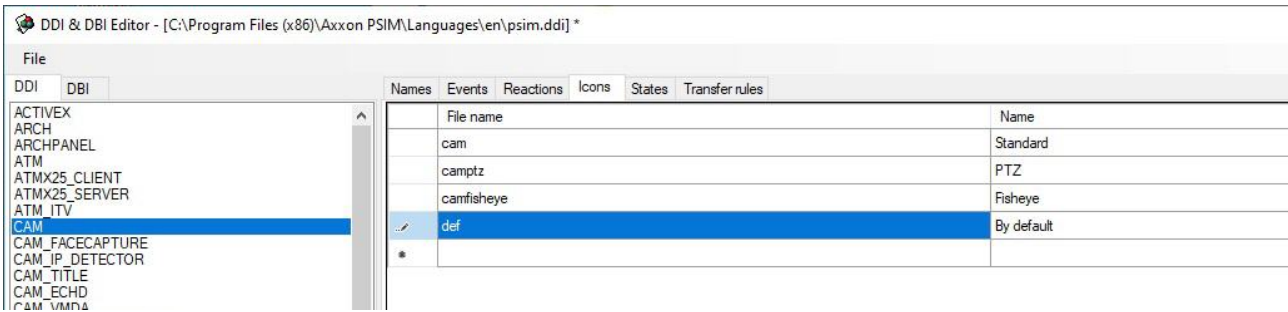 DDI & DBI Editor - [C:\Program Files (x86)\Axxon PSIM\Languages\en\psim.ddi] *
File
DDI DBI
ACTIVEX
ARCH
ARCHPANEL
ATM
ATMX25_CLIENT
ATMX25_SERVER
ATM_ITV
CAM
CAM_FACECAPTURE
CAM_IP_DETECTOR
CAM_TITLE
CAM_ECHD
CAM_VMDA
Names Events Reactions Icons States Transfer rules
File name Name
cam Standard
camptz PTZ
camfisheye Fisheye
def By default